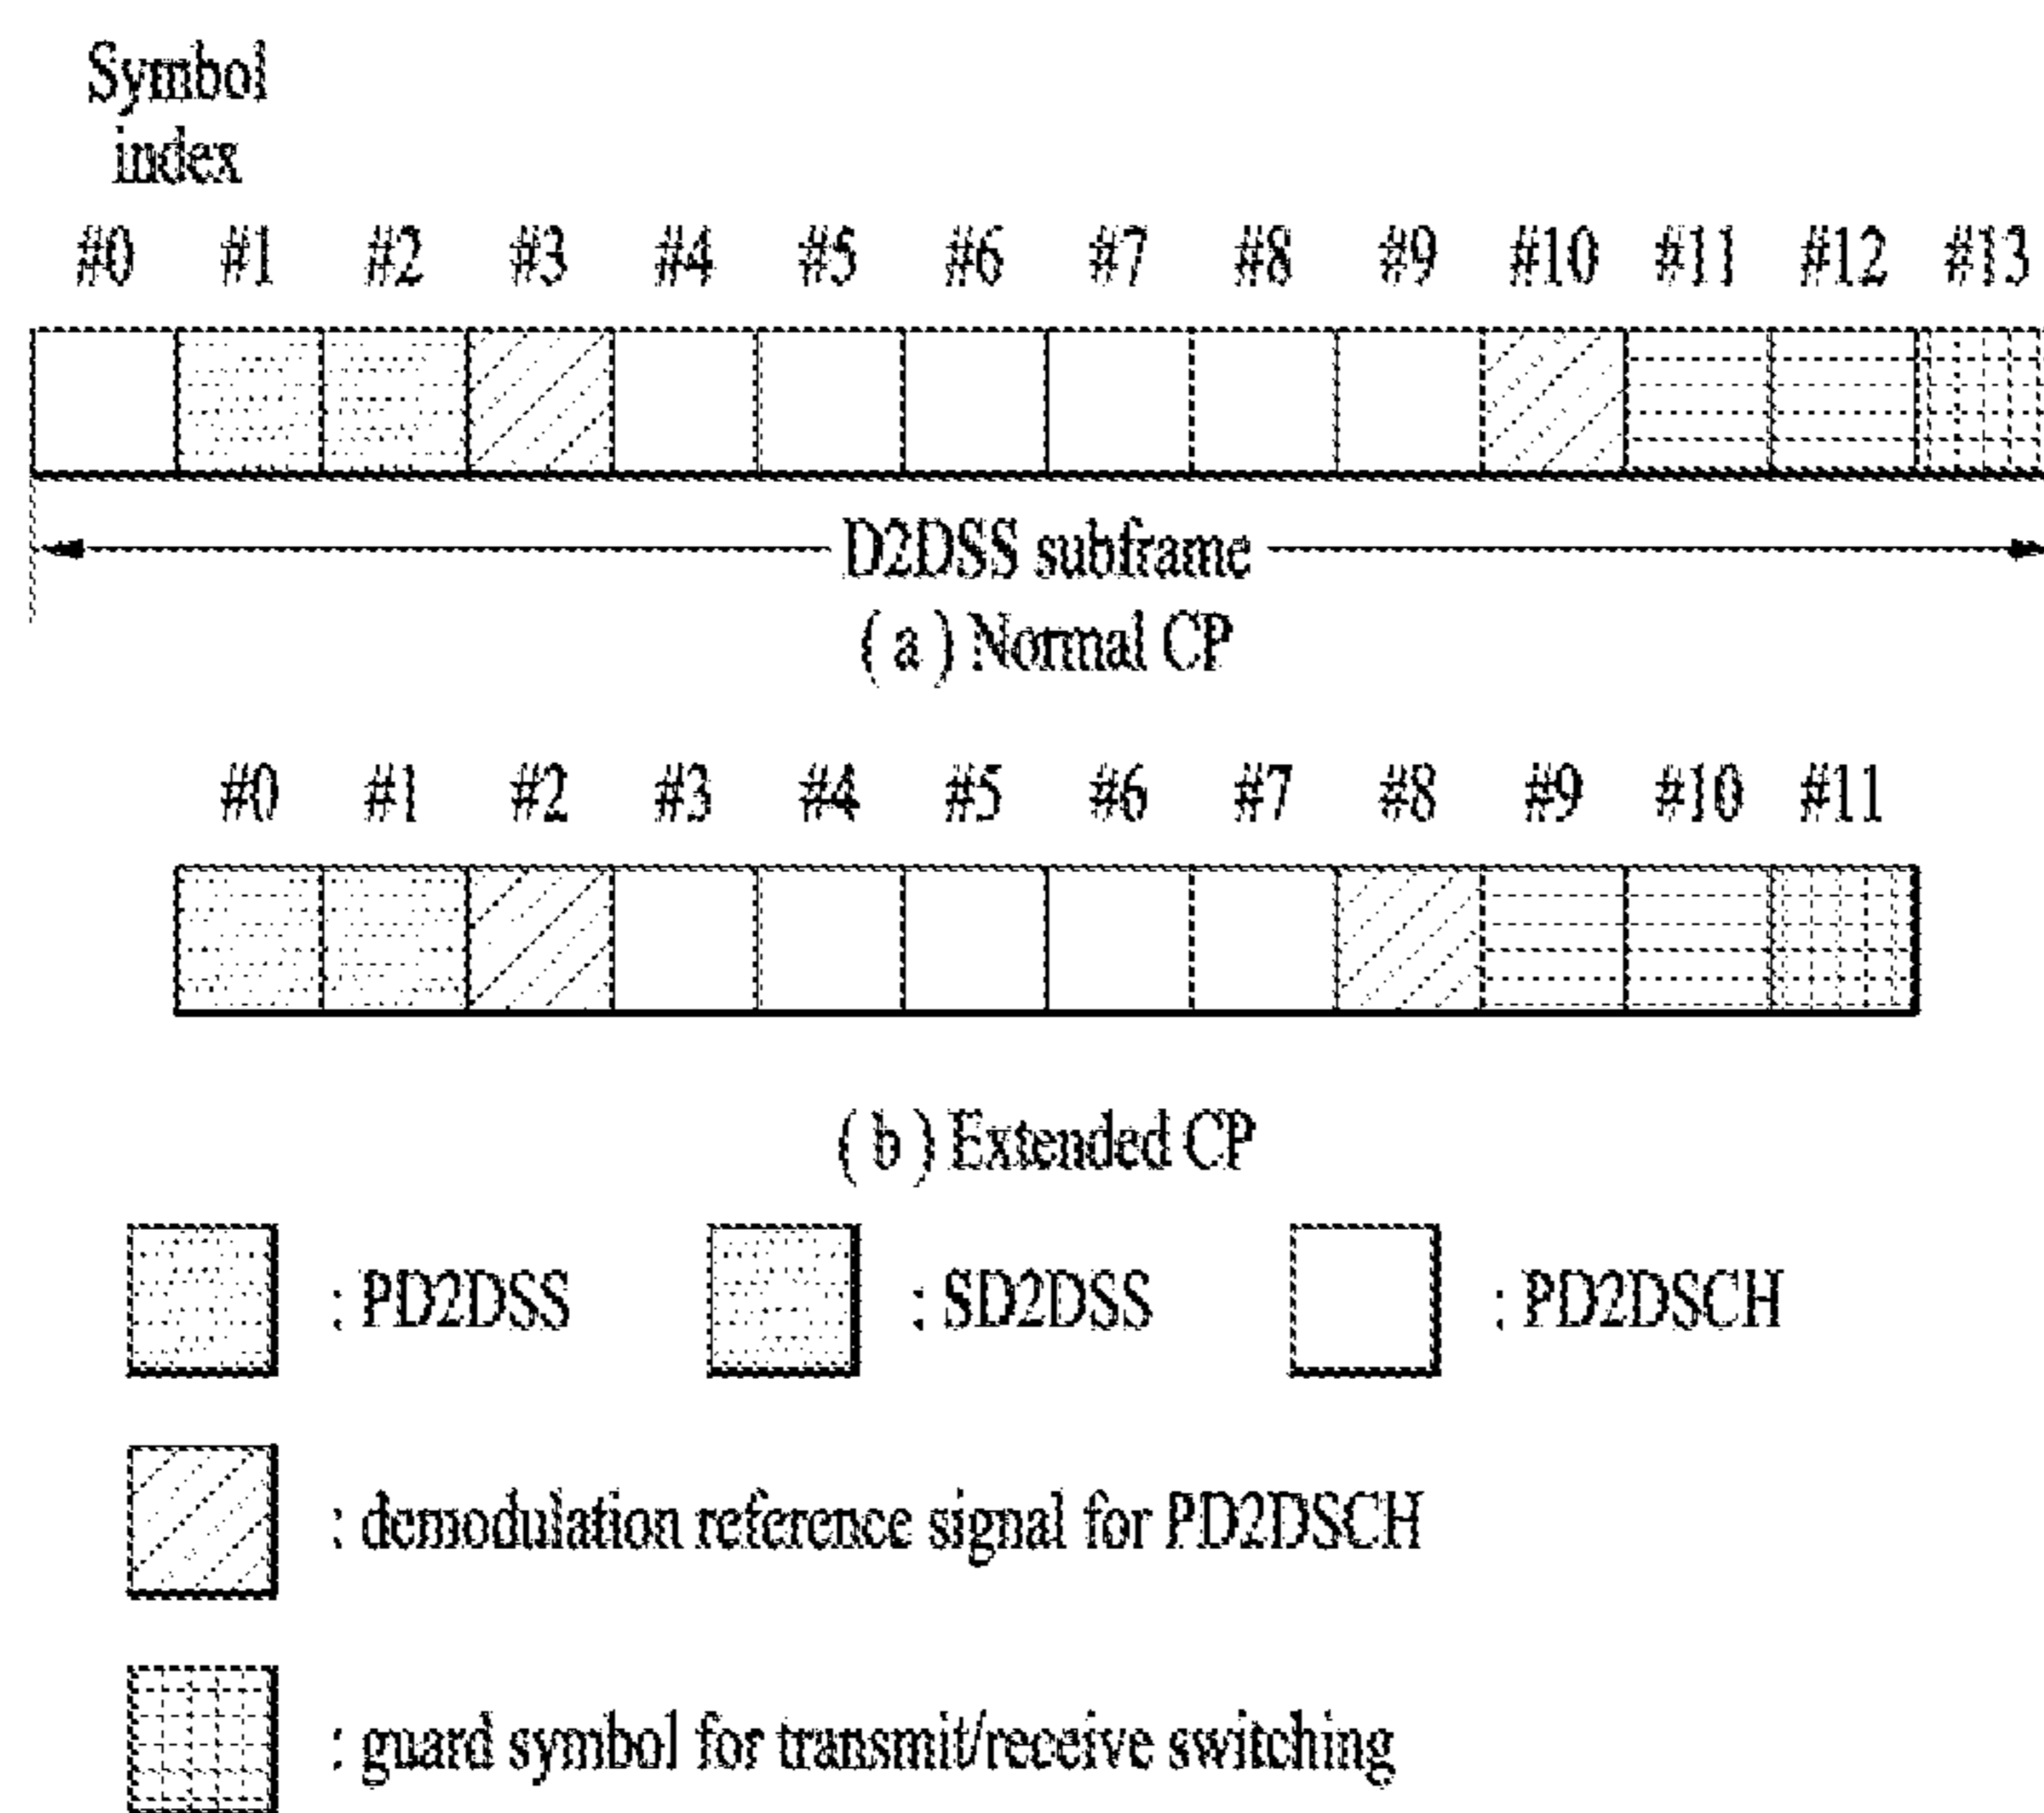 Symbol
index
#0 #1 #2 #3 #4 #5 #6 #7 #8 #9 #10 #11 #12 #13
D2DSS subframe
( a ) Normal CP
#0 #1 #2 #3 #4 #5 #6 #7 #8 #9 #10 #11
( b ) Extended CP
: PD2DSS : SD2DSS : PD2DSCH
: demodulation reference signal for PD2DSCH
: guard symbol for transmit/receive switching